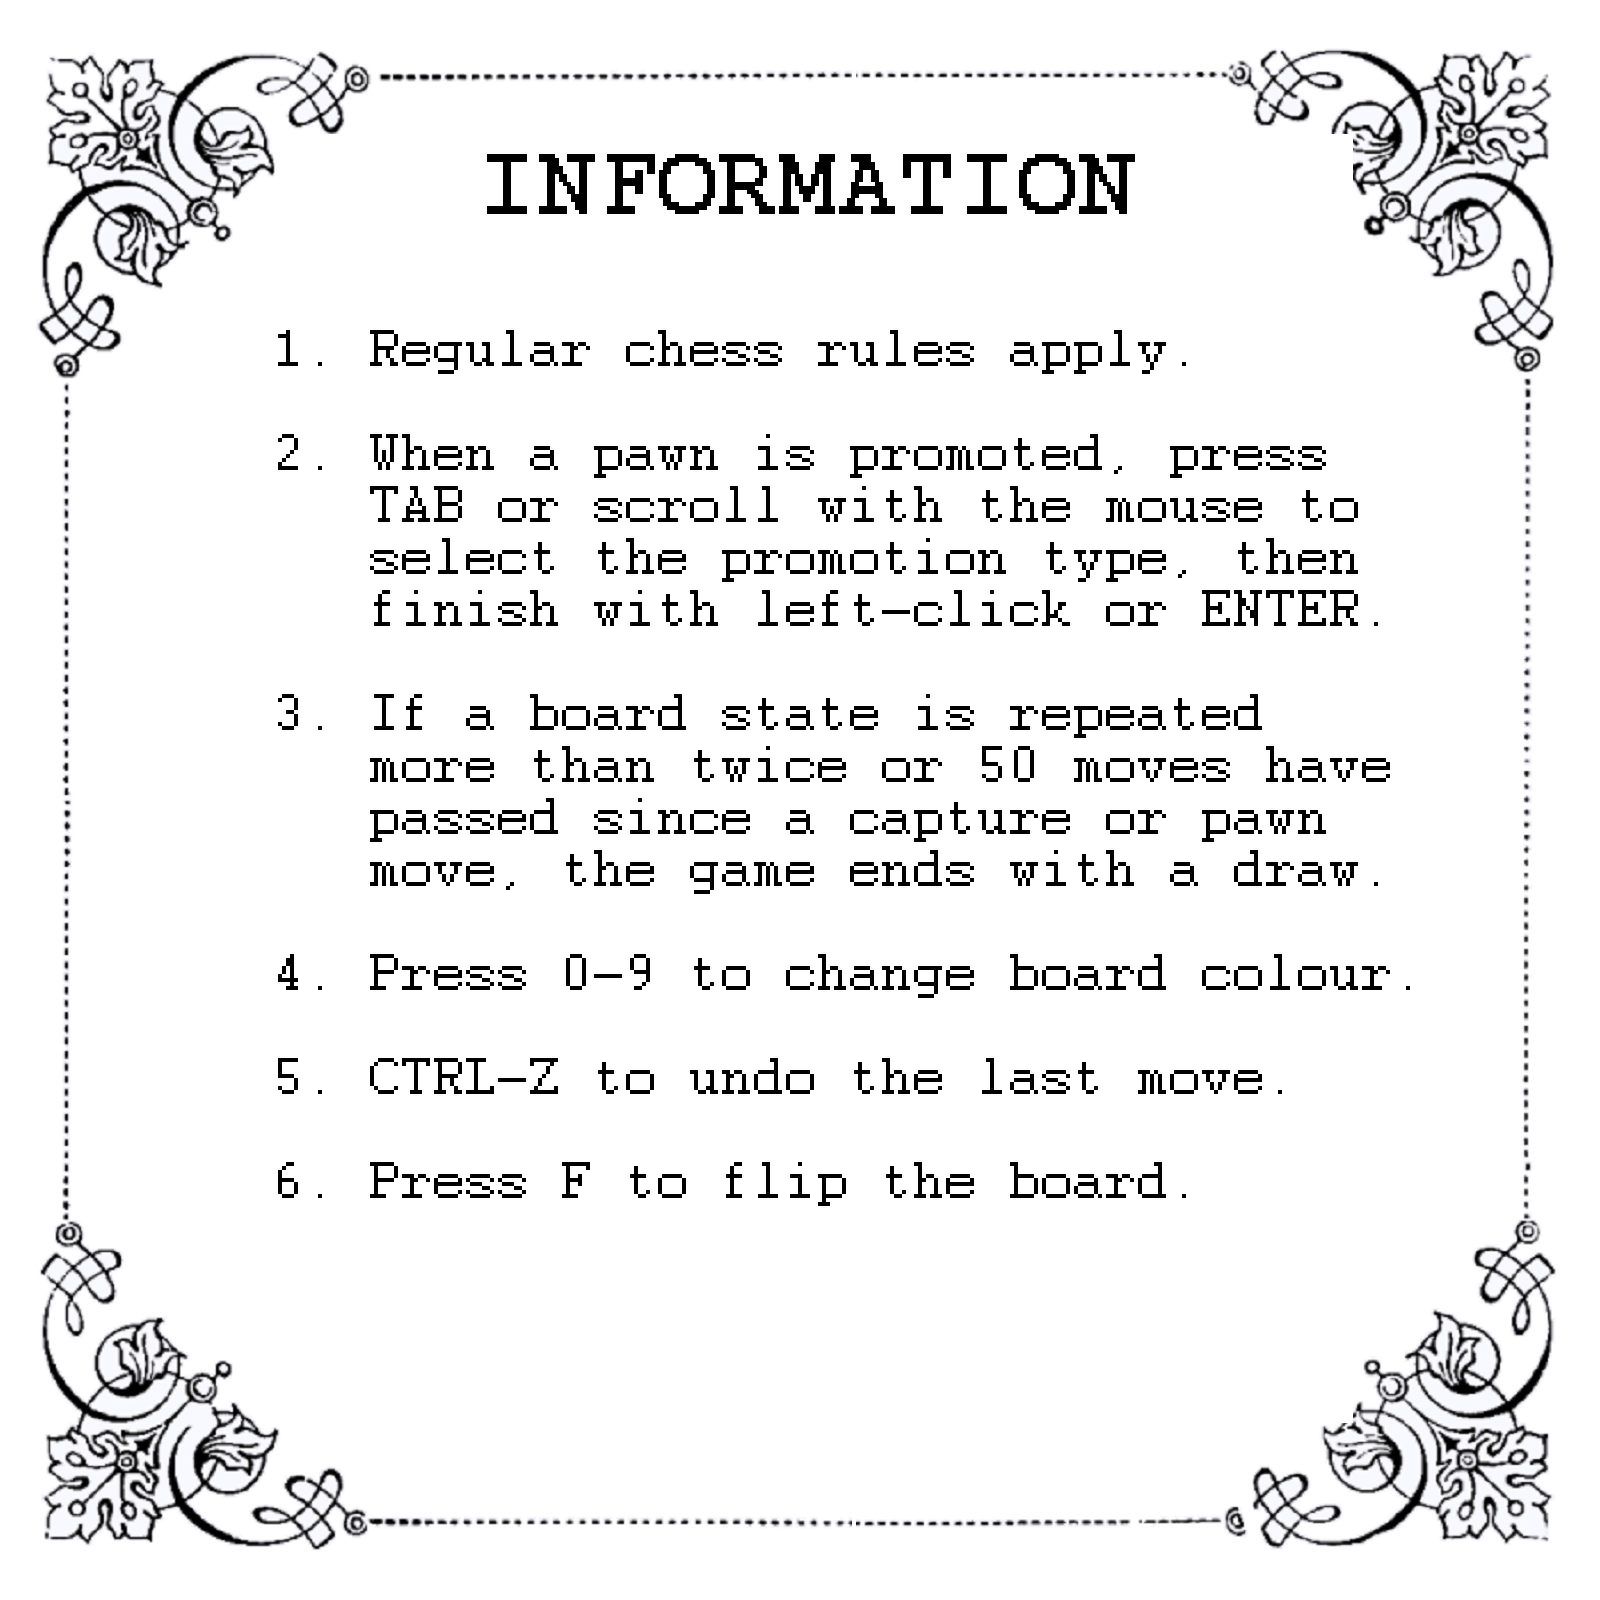 INFORMATION
1. Regular chess rules apply.
2. When a pawn is promoted, press
TAB or scroll with the mouse to
select the promotion type, then
finish with left-click or ENTER.
3. If a board state is repeated
more than twice or 50 moves have
passed since a capture or pawn
move, the game ends with a draw.
4. Press 0-9 to change board colour.
5. CTRL-Z to undo the last move.
6. Press F to flip the board.